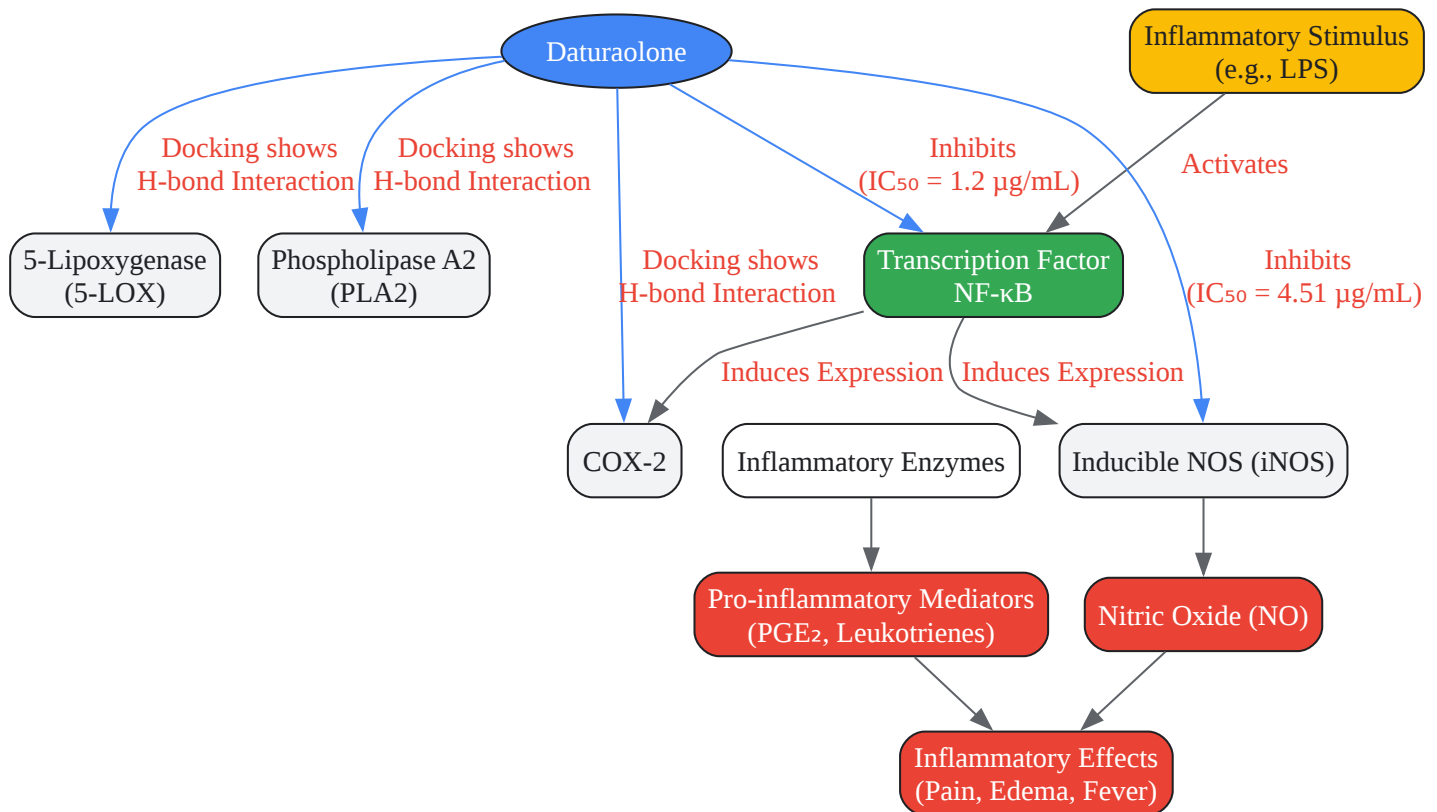 Daturaolone
Inflammatory Stimulus
(e.g., LPS)
Docking shows
H-bond Interaction
Docking shows
H-bond Interaction
Inhibits
(IC₅₀ = 1.2 µg/mL)
Activates
5-Lipoxygenase
(5-LOX)
Phospholipase A2
(PLA2)
Docking shows
H-bond Interaction
Transcription Factor
NF-κB
Inhibits
(IC₅₀ = 4.51 µg/mL)
Induces Expression
Induces Expression
COX-2
Inflammatory Enzymes
Inducible NOS (iNOS)
Pro-inflammatory Mediators
(PGE₂, Leukotrienes)
Nitric Oxide (NO)
Inflammatory Effects
(Pain, Edema, Fever)